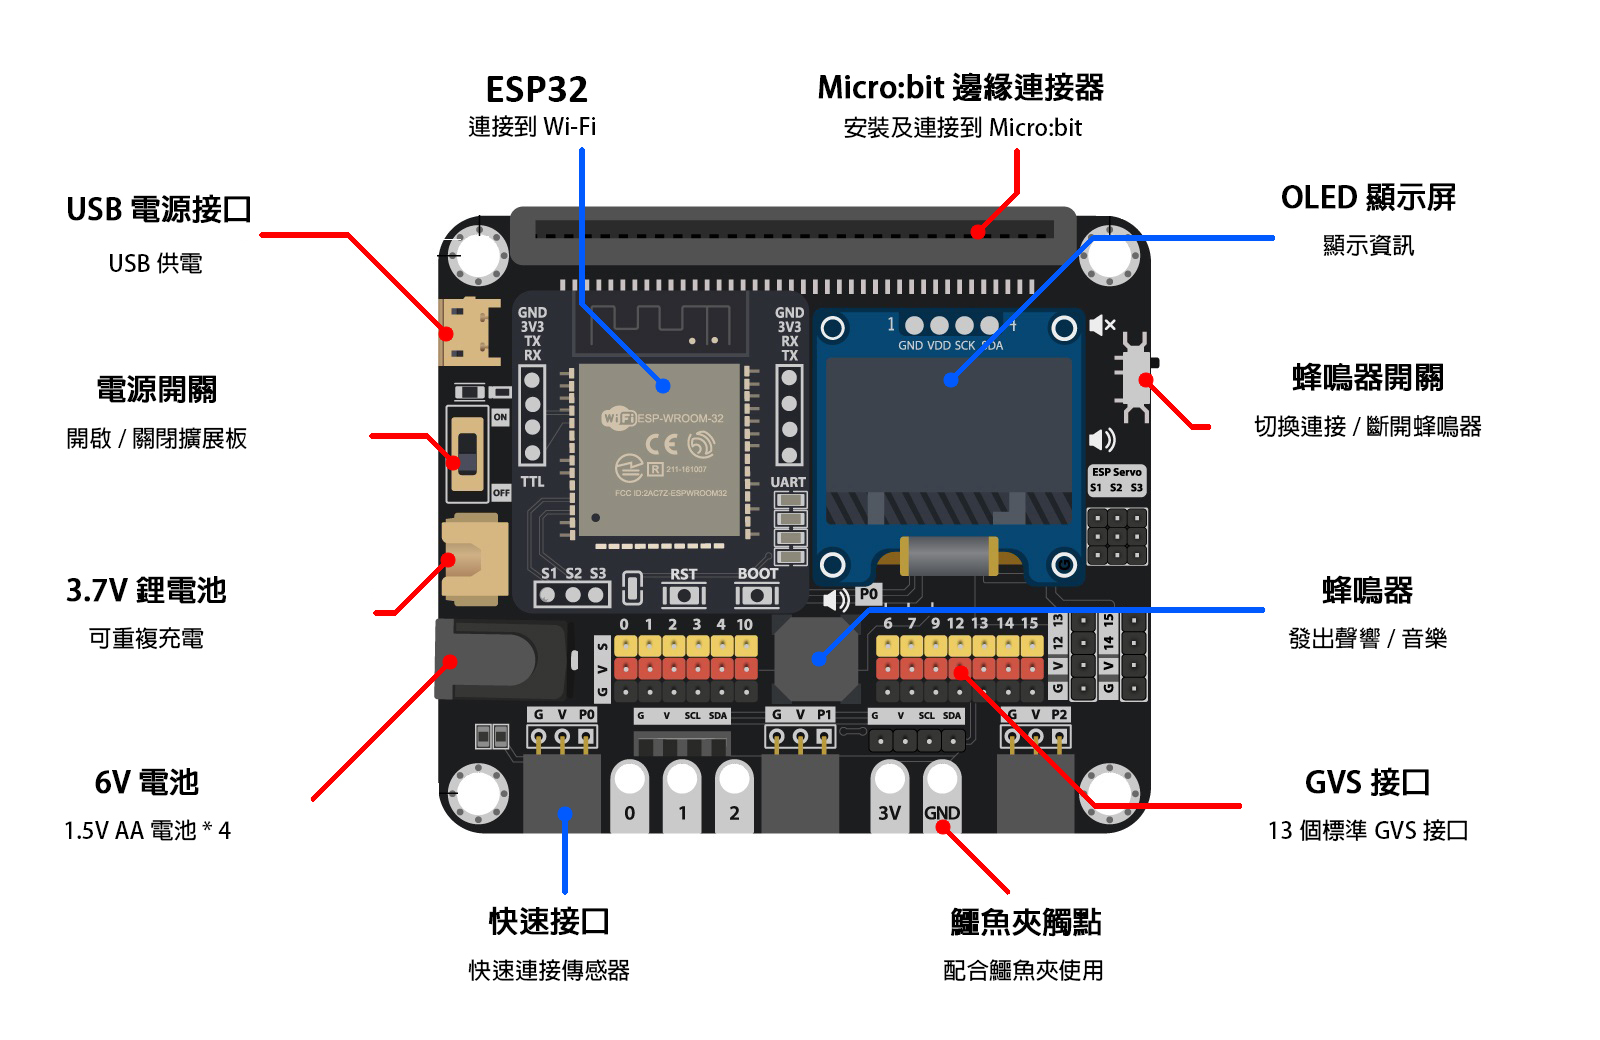 ESP32
連接到 Wi-Fi
Micro:bit 邊緣連接器
安裝及連接到 Micro:bit
USB 電源接口
USB 供電
OLED 顯示屏
顯示資訊
電源開關
開啟 / 關閉擴展板
蜂鳴器開關
切換連接 / 斷開蜂鳴器
3.7V 鋰電池
可重複充電
蜂鳴器
發出聲響 / 音樂
6V 電池
1.5V AA 電池 * 4
GVS 接口
13 個標準 GVS 接口
快速接口
快速連接傳感器
鱷魚夾觸點
配合鱷魚夾使用
GND
3V3
TX
RX
TTL
GND
3V3
RX
TX
UART
WiFi ESP-WROOM-32
CE
R 211-161007
FCC ID:2AC7Z-ESPWROOM32
1 4
GND VDD SCK SDA
ON
OFF
ESP Servo
S1 S2 S3
S1 S2 S3
RST
BOOT
P0
0 1 2 3 4 10
S
V
G
6 7 9 12 13 14 15
13
12
V
G
15
14
V
G
G V P0
G V SCL SDA
G V P1
G V SCL SDA
G V P2
0 1 2
3V GND